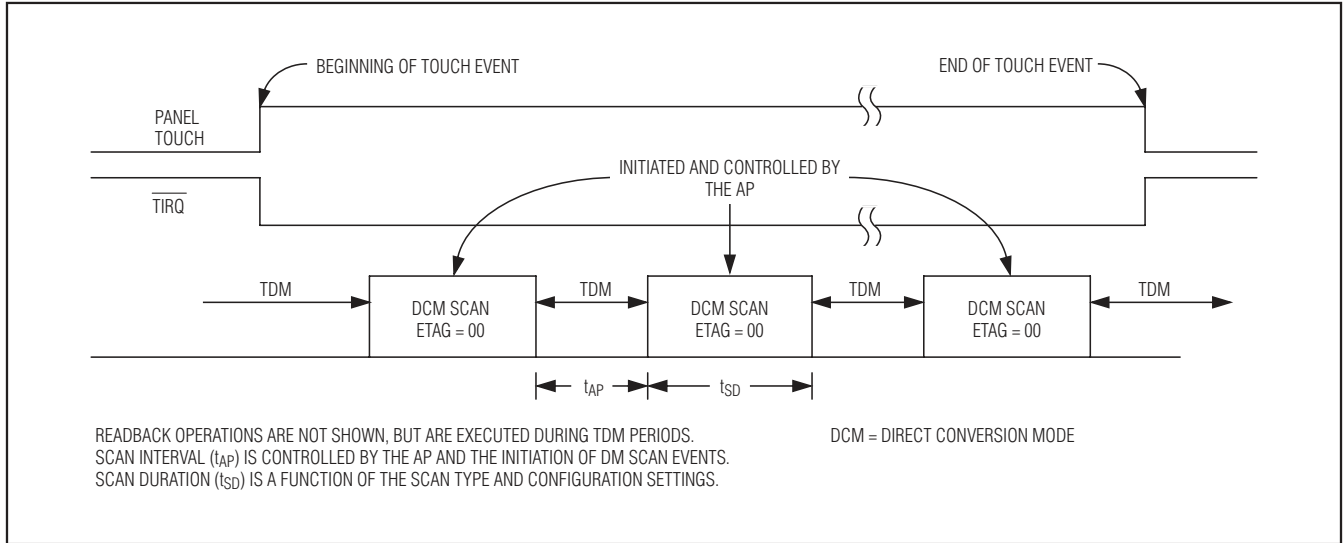 BEGINNING OF TOUCH EVENT
END OF TOUCH EVENT
PANEL
TOUCH
INITIATED AND CONTROLLED BY
THE AP
TIRQ
TDM
DCM SCAN
ETAG = 00
TDM
DCM SCAN
ETAG = 00
TDM
DCM SCAN
ETAG = 00
TDM
tAP
tSD
READBACK OPERATIONS ARE NOT SHOWN, BUT ARE EXECUTED DURING TDM PERIODS.
SCAN INTERVAL (tAP) IS CONTROLLED BY THE AP AND THE INITIATION OF DM SCAN EVENTS.
SCAN DURATION (tSD) IS A FUNCTION OF THE SCAN TYPE AND CONFIGURATION SETTINGS.
DCM = DIRECT CONVERSION MODE